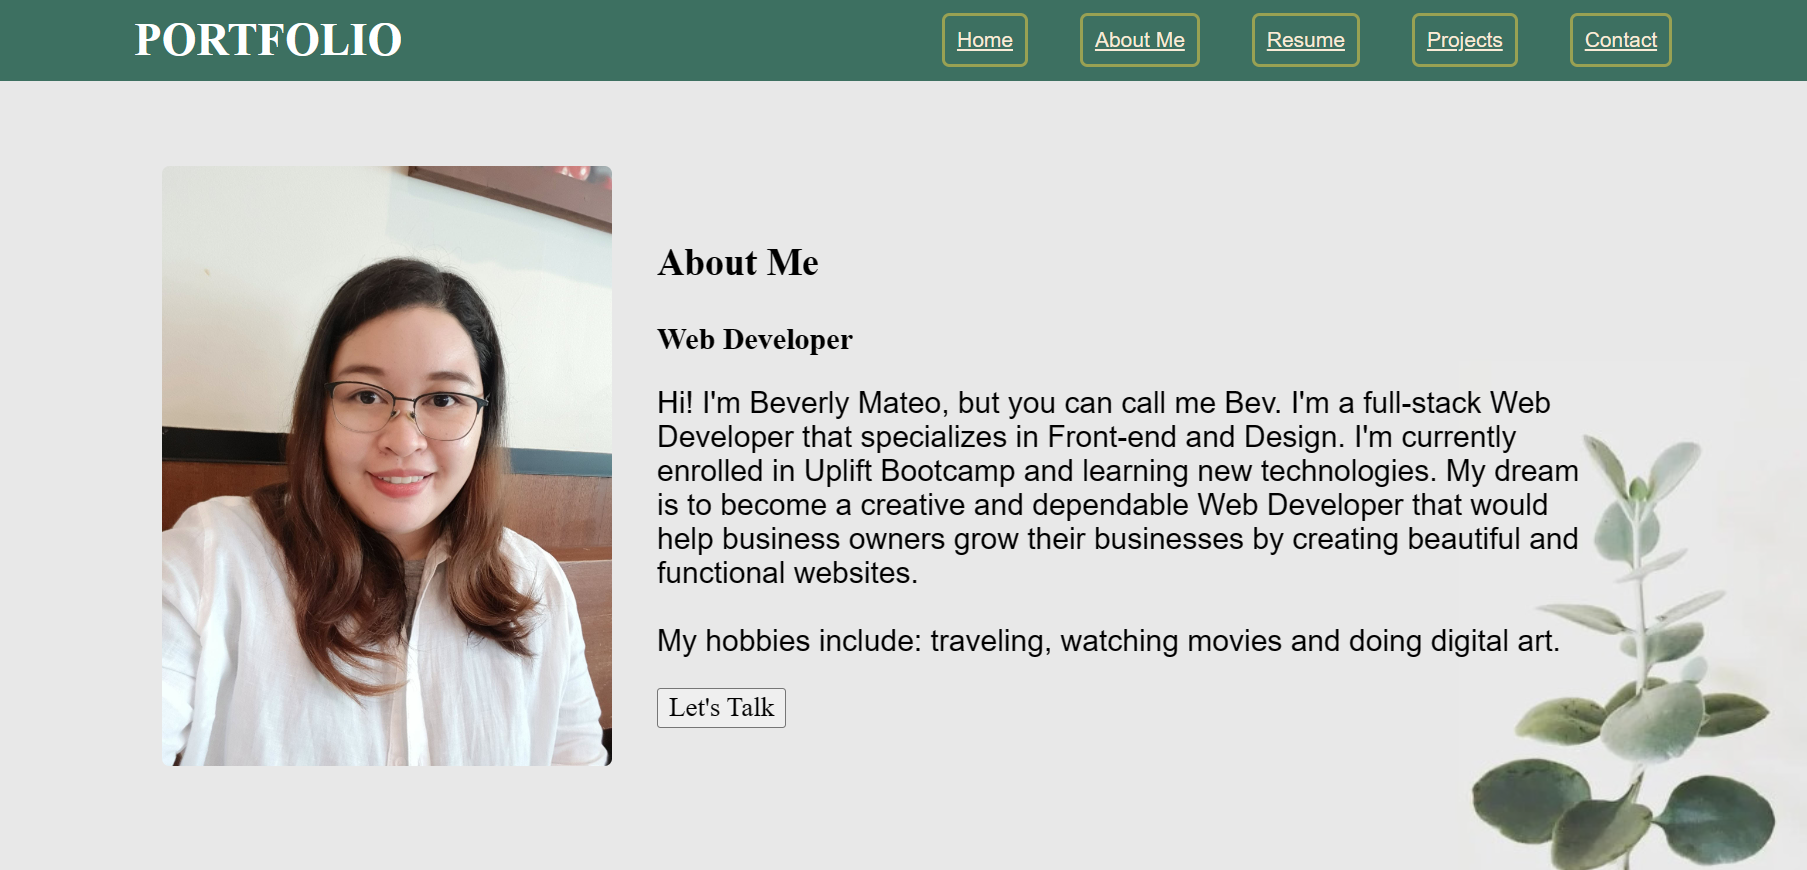 PORTFOLIO
Home
About Me
Resume
Projects
Contact
About Me
Web Developer
Hi! I'm Beverly Mateo, but you can call me Bev. I'm a full-stack Web
Developer that specializes in Front-end and Design. I'm currently
enrolled in Uplift Bootcamp and learning new technologies. My dream
is to become a creative and dependable Web Developer that would
help business owners grow their businesses by creating beautiful and
functional websites.
My hobbies include: traveling, watching movies and doing digital art.
Let's Talk